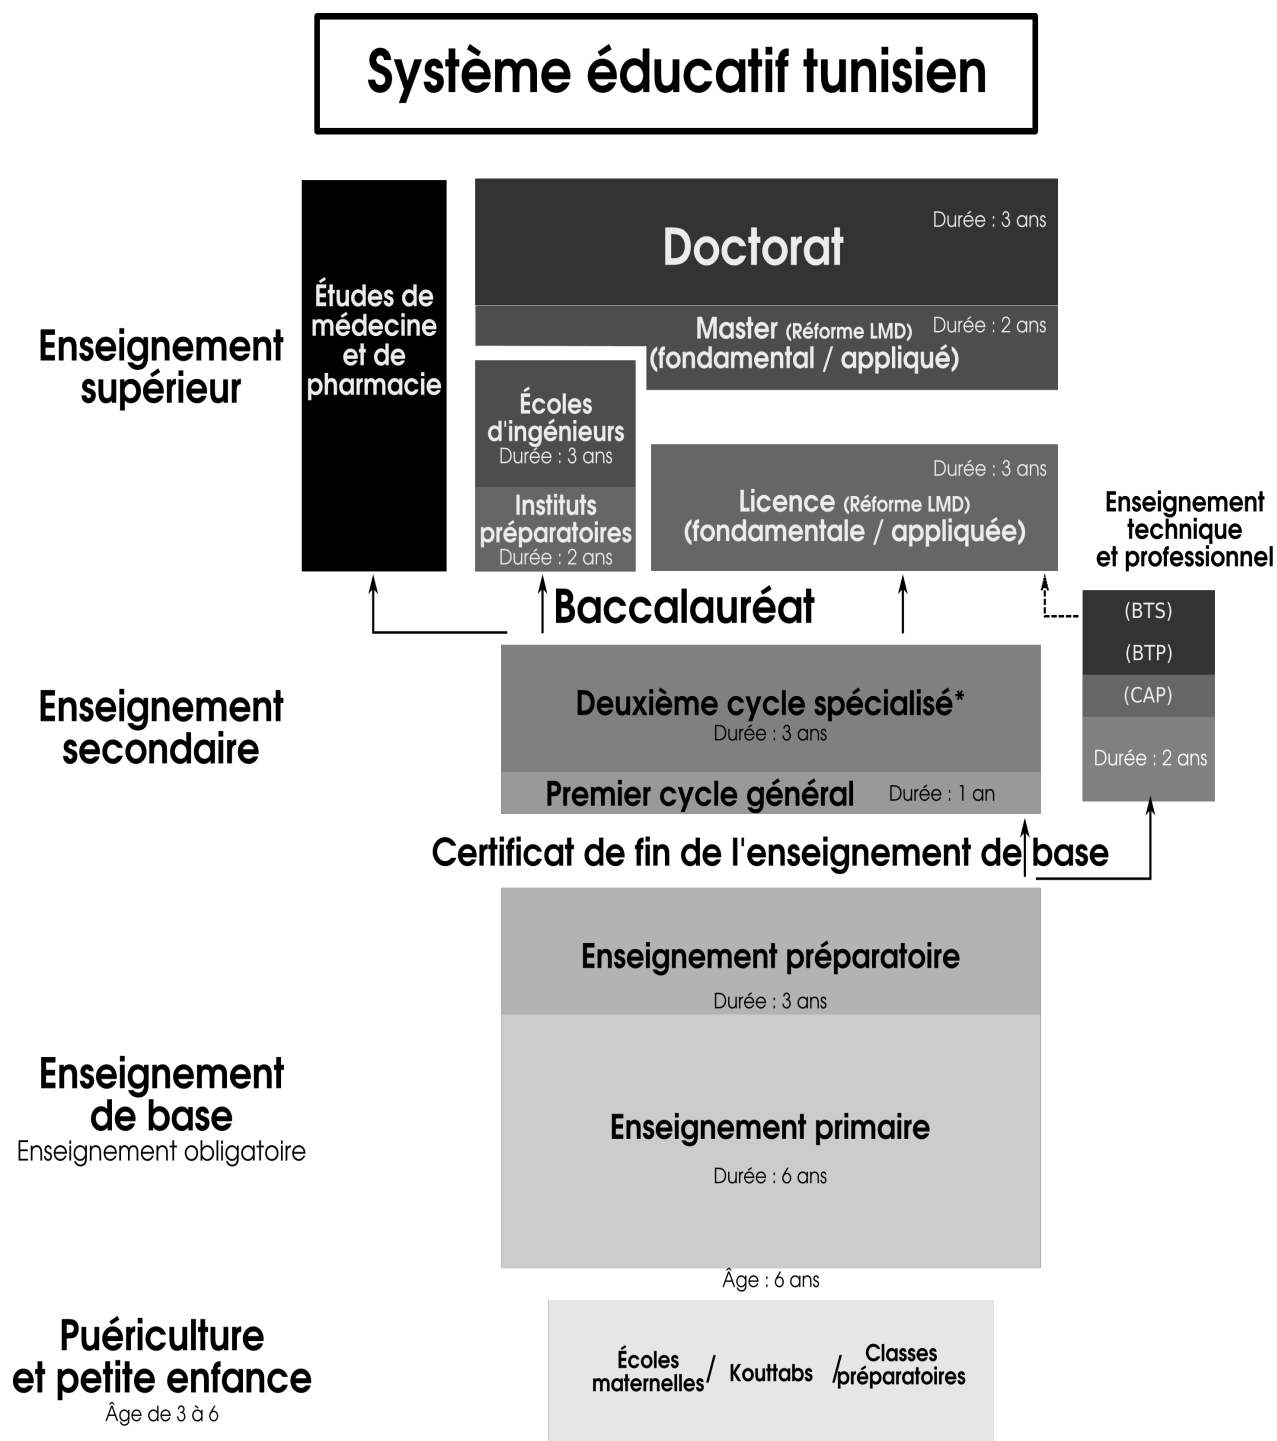 Système éducatif tunisien
Doctorat
Durée : 3 ans
Études de
médecine
et de
pharmacie
Master (Réforme LMD)
Durée : 2 ans
(fondamental / appliqué)
Enseignement
supérieur
Écoles
d'ingénieurs
Durée : 3 ans
Instituts
préparatoires
Durée : 2 ans
Durée : 3 ans
Licence (Réforme LMD)
(fondamentale / appliquée)
Enseignement
technique
et professionnel
Baccalauréat
(BTS)
(BTP)
(CAP)
Durée : 2 ans
Enseignement
secondaire
Deuxième cycle spécialisé*
Durée : 3 ans
Premier cycle général
Durée : 1 an
Certificat de fin de l'enseignement de base
Enseignement préparatoire
Durée : 3 ans
Enseignement
de base
Enseignement obligatoire
Enseignement primaire
Durée : 6 ans
Âge : 6 ans
Puériculture
et petite enfance
Âge de 3 à 6
Écoles
maternelles
/
Kouttabs
/
Classes
préparatoires